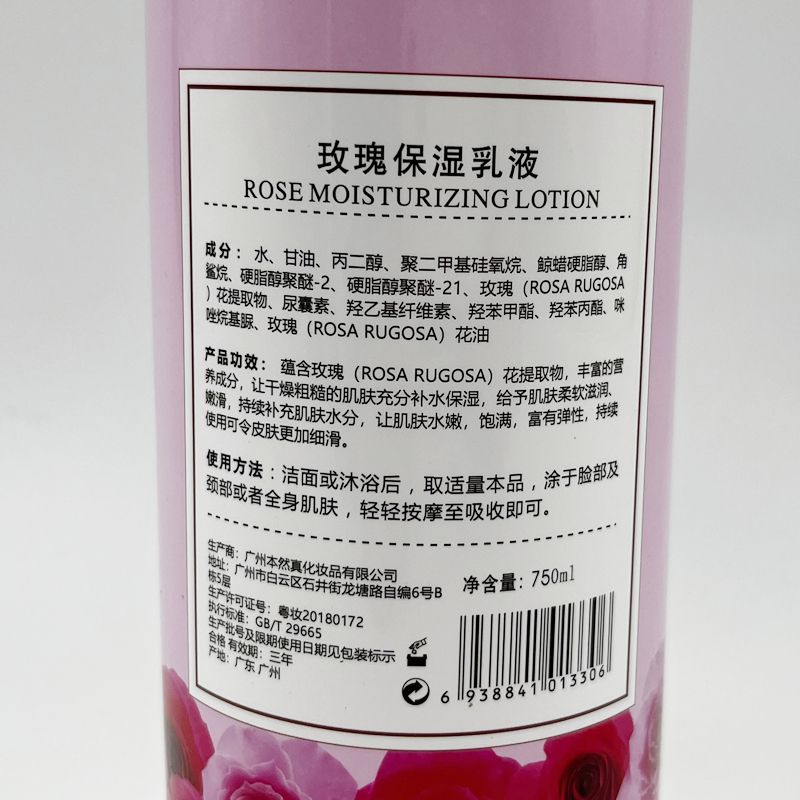 玫瑰保湿乳液
ROSE MOISTURIZING LOTION
成分：水、甘油、丙二醇、聚二甲基硅氧烷、鲸蜡硬脂醇、角
鲨烷、硬脂醇聚醚-2、硬脂醇聚醚-21、玫瑰（ROSA RUGOSA
）花提取物、尿囊素、羟乙基纤维素、羟苯甲酯、羟苯丙酯、咪
唑烷基脲、玫瑰（ROSA RUGOSA）花油
产品功效：蕴含玫瑰（ROSA RUGOSA）花提取物，丰富的营
养成分，让干燥粗糙的肌肤充分补水保湿，给予肌肤柔软滋润、
嫩滑，持续补充肌肤水分，让肌肤水嫩，饱满，富有弹性，持续
使用可令皮肤更加细滑。
使用方法：洁面或沐浴后，取适量本品，涂于脸部及
颈部或者全身肌肤，轻轻按摩至吸收即可。
生产商：广州本然真化妆品有限公司
地址：广州市白云区石井街龙塘路自编6号B
栋5层
生产许可证号：粤妆20180172
执行标准：GB/T 29665
生产批号及限期使用日期见包装标示
合格 有效期：三年
产地：广东 广州
净含量：750ml
6 938841 013306